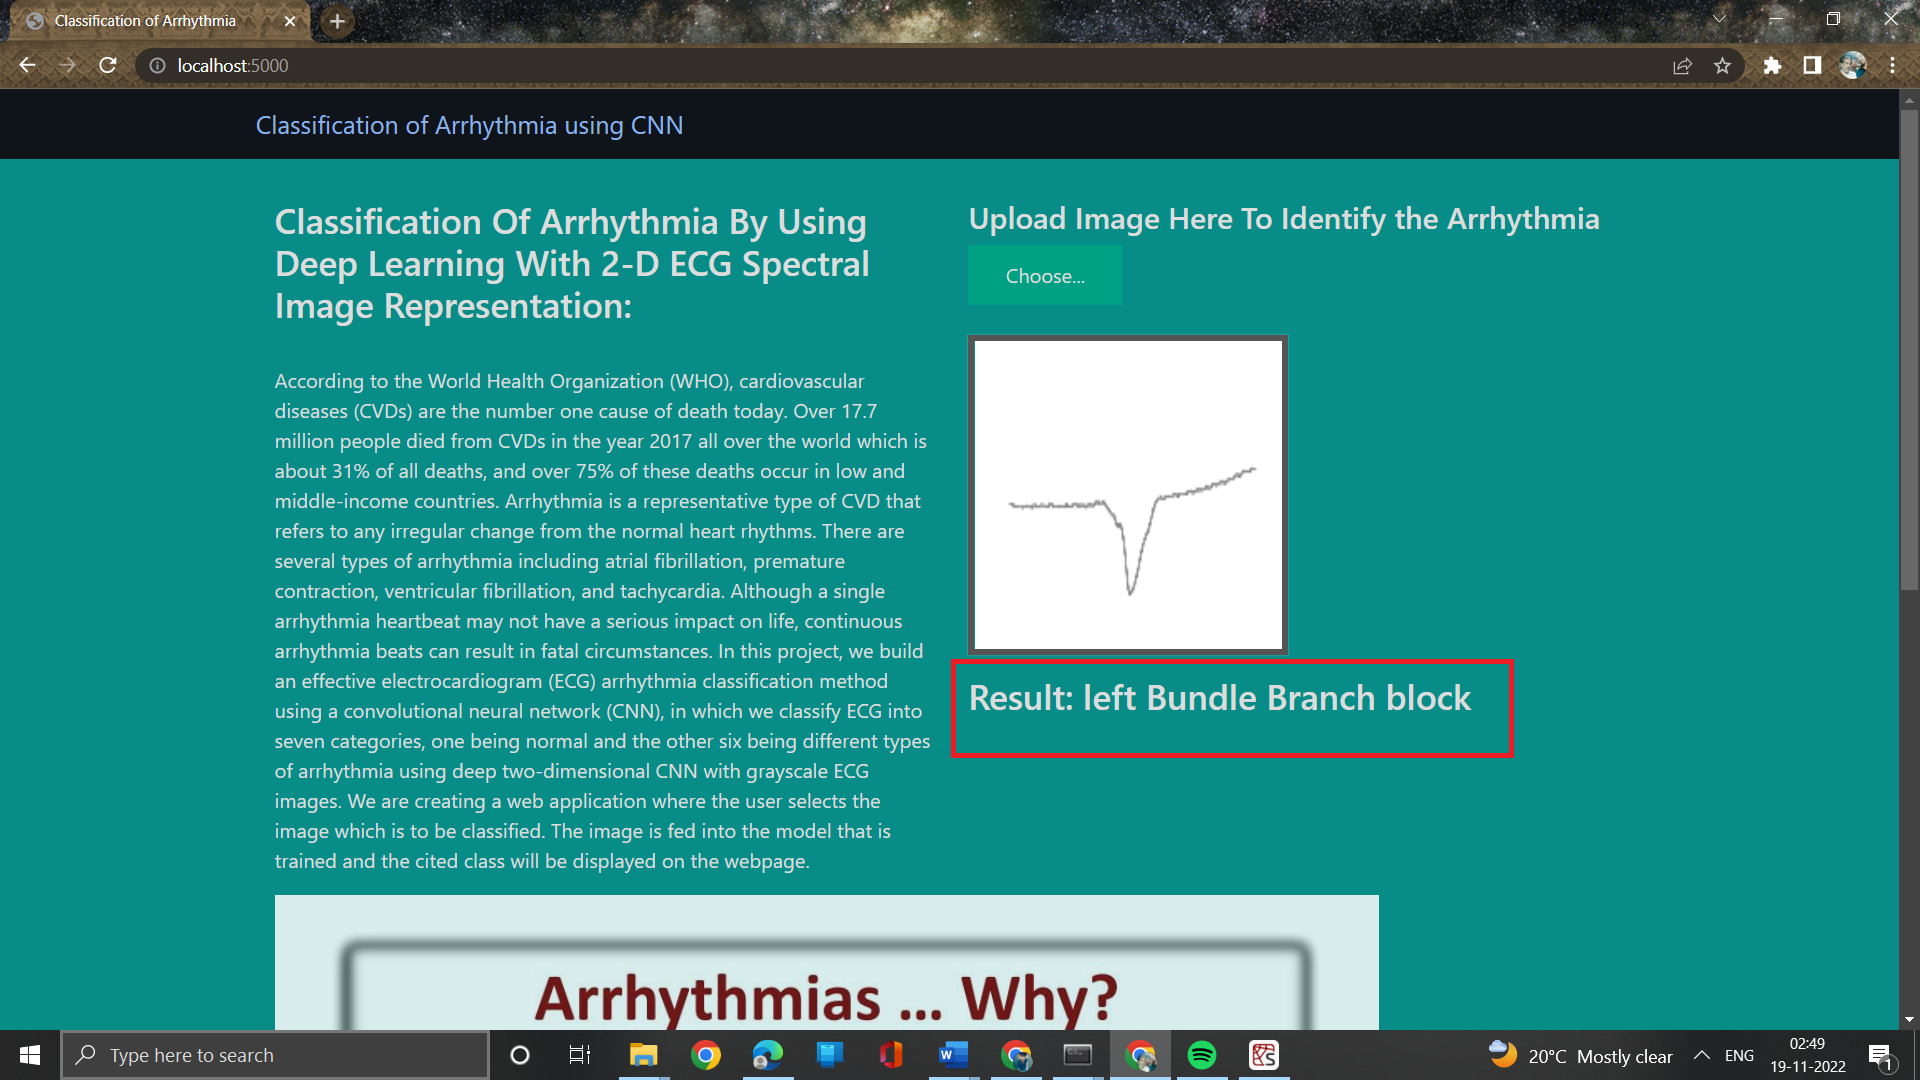 Classification of Arrhythmia
localhost:5000
Classification of Arrhythmia using CNN
Classification Of Arrhythmia By Using
Deep Learning With 2-D ECG Spectral
Image Representation:
According to the World Health Organization (WHO), cardiovascular
diseases (CVDs) are the number one cause of death today. Over 17.7
million people died from CVDs in the year 2017 all over the world which is
about 31% of all deaths, and over 75% of these deaths occur in low and
middle-income countries. Arrhythmia is a representative type of CVD that
refers to any irregular change from the normal heart rhythms. There are
several types of arrhythmia including atrial fibrillation, premature
contraction, ventricular fibrillation, and tachycardia. Although a single
arrhythmia heartbeat may not have a serious impact on life, continuous
arrhythmia beats can result in fatal circumstances. In this project, we build
an effective electrocardiogram (ECG) arrhythmia classification method
using a convolutional neural network (CNN), in which we classify ECG into
seven categories, one being normal and the other six being different types
of arrhythmia using deep two-dimensional CNN with grayscale ECG
images. We are creating a web application where the user selects the
image which is to be classified. The image is fed into the model that is
trained and the cited class will be displayed on the webpage.
Upload Image Here To Identify the Arrhythmia
Choose...
Result: left Bundle Branch block
Arrhythmias ... Why?
Type here to search
20°C Mostly clear
ENG
02:49
19-11-2022
1